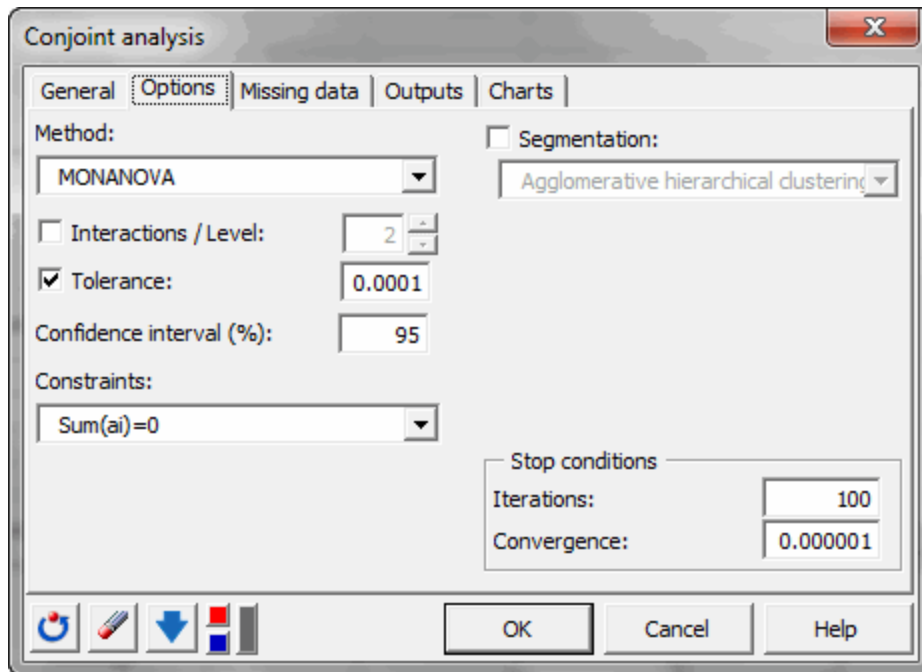 Conjoint analysis
General Options Missing data Outputs Charts
Method:
MONANOVA
Interactions / Level: 2
Tolerance: 0.0001
Confidence interval (%): 95
Constraints:
Sum(ai)=0
Segmentation:
Agglomerative hierarchical clustering
Stop conditions
Iterations: 100
Convergence: 0.000001
OK Cancel Help